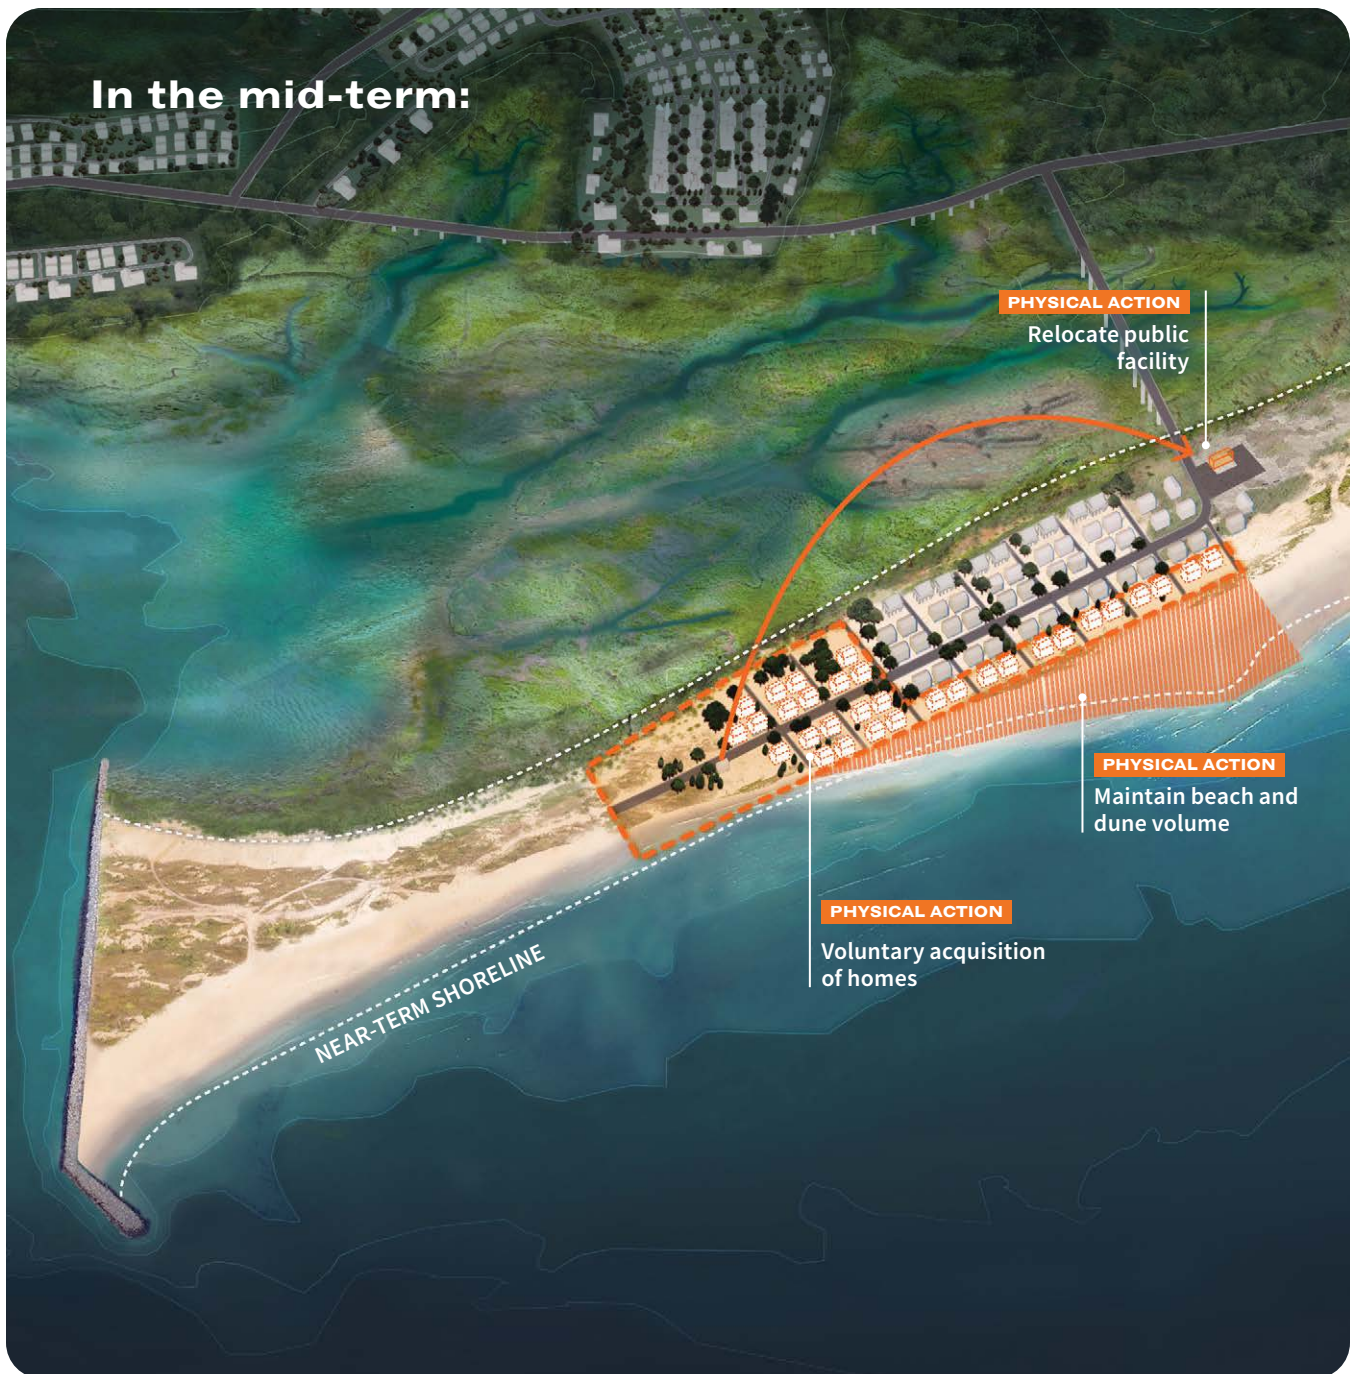 In the mid-term:
PHYSICAL ACTION
Relocate public
facility
PHYSICAL ACTION
Maintain beach and
dune volume
PHYSICAL ACTION
Voluntary acquisition
of homes
NEAR-TERM SHORELINE